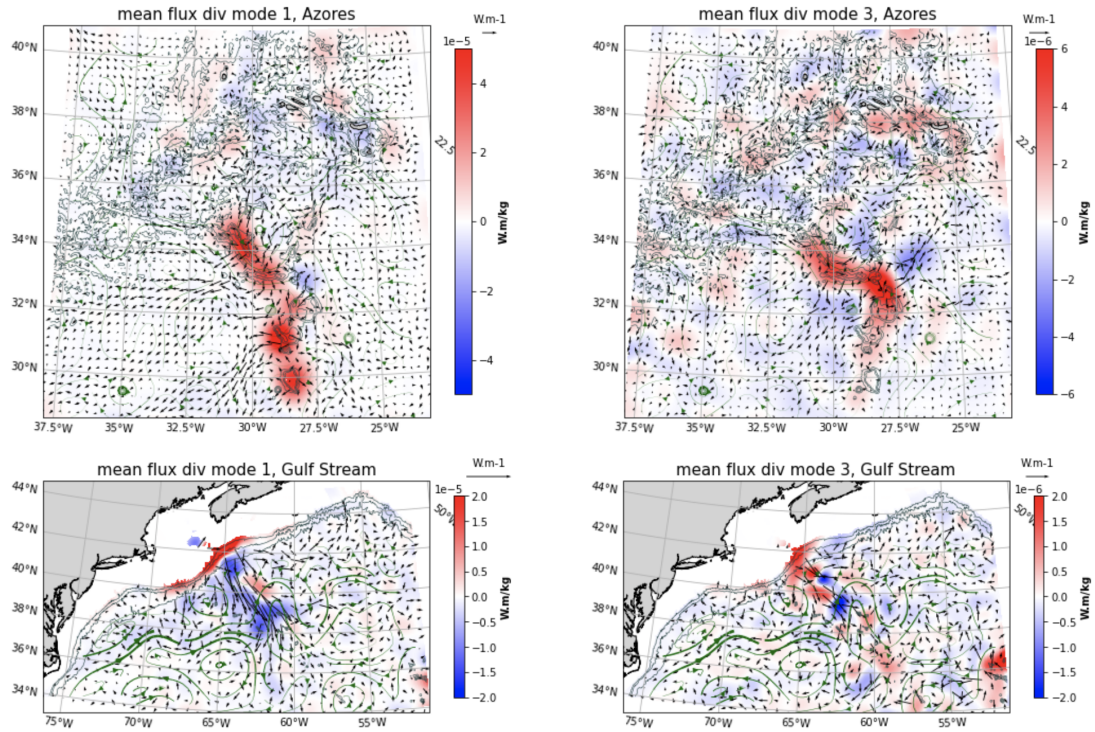 mean flux div mode 1, Azores
W.m-1
1e−5
40°N
38°N
36°N
34°N
32°N
30°N
37.5°W
35°W
32.5°W
30°W
27.5°W
25°W
22.5
4
2
0
−2
−4
W.m/kg
mean flux div mode 3, Azores
W.m-1
1e−6
40°N
38°N
36°N
34°N
32°N
30°N
37.5°W
35°W
32.5°W
30°W
27.5°W
25°W
22.5
6
4
2
0
−2
−4
−6
W.m/kg
mean flux div mode 1, Gulf Stream
W.m-1
1e−5
44°N
42°N
40°N
38°N
36°N
34°N
75°W
70°W
65°W
60°W
55°W
50°W
2.0
1.5
1.0
0.5
0.0
−0.5
−1.0
−1.5
−2.0
W.m/kg
mean flux div mode 3, Gulf Stream
W.m-1
1e−6
44°N
42°N
40°N
38°N
36°N
34°N
75°W
70°W
65°W
60°W
55°W
50°W
2.0
1.5
1.0
0.5
0.0
−0.5
−1.0
−1.5
−2.0
W.m/kg